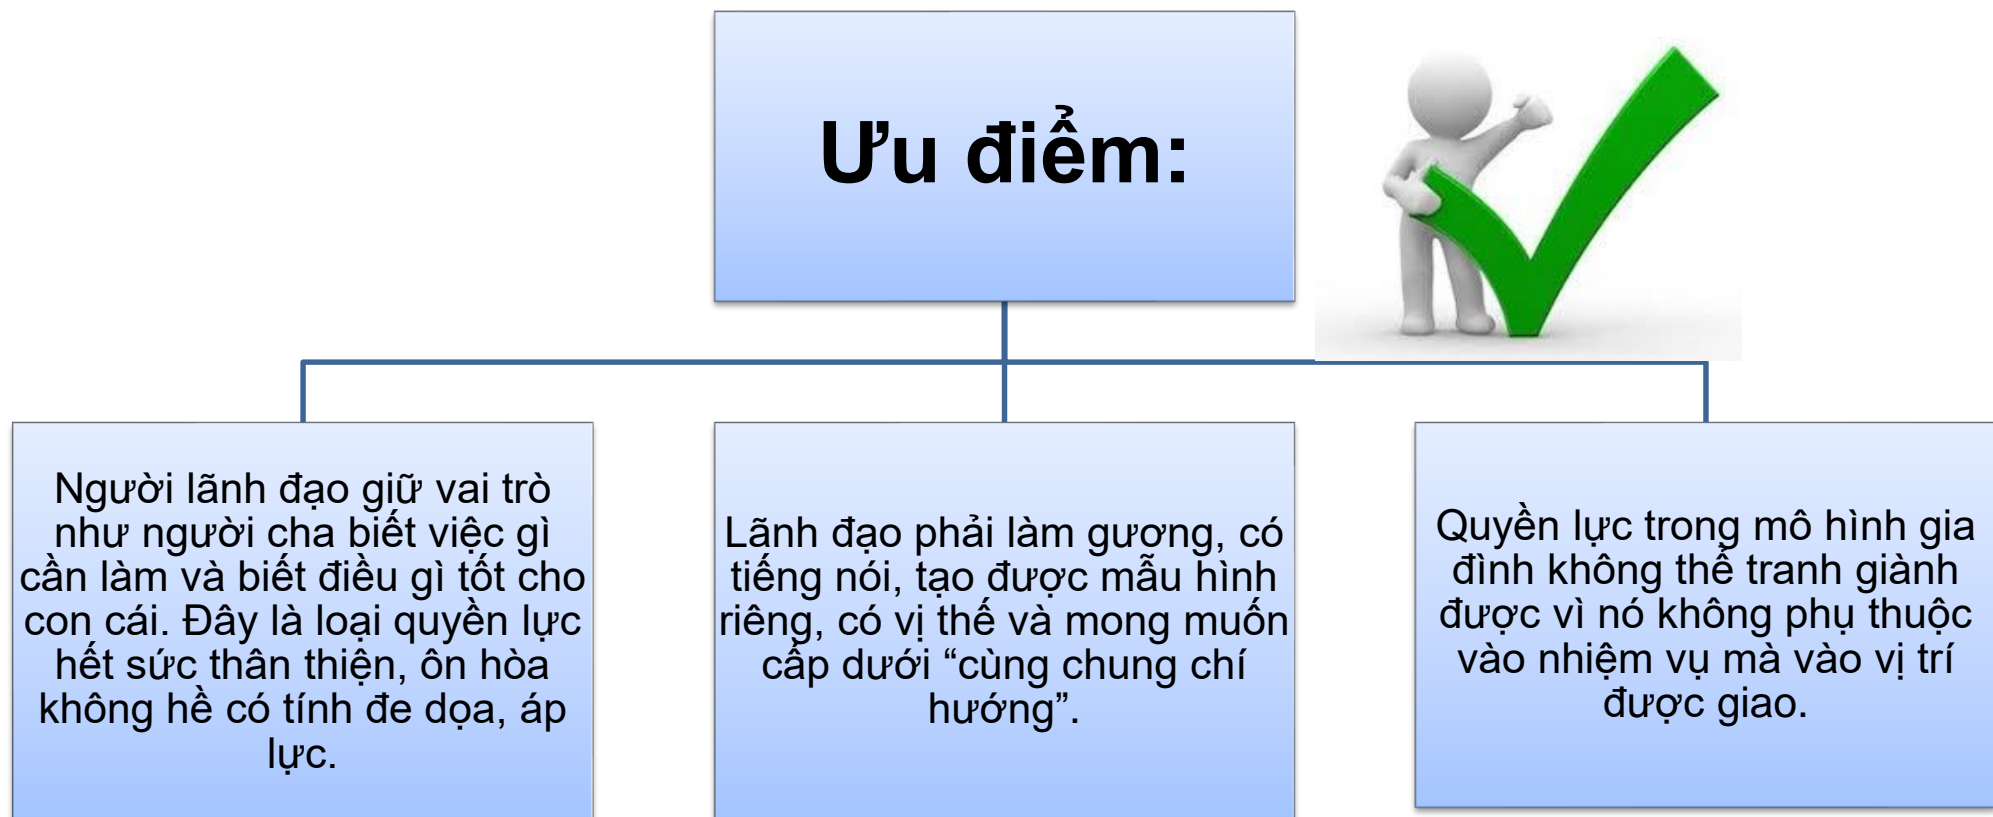 Ưu điểm:
Người lãnh đạo giữ vai trò
như người cha biết việc gì
cần làm và biết điều gì tốt cho
con cái. Đây là loại quyền lực
hết sức thân thiện, ôn hòa
không hề có tính đe dọa, áp
lực.
Lãnh đạo phải làm gương, có
tiếng nói, tạo được mẫu hình
riêng, có vị thế và mong muốn
cấp dưới “cùng chung chí
hướng”.
Quyền lực trong mô hình gia
đình không thể tranh giành
được vì nó không phụ thuộc
vào nhiệm vụ mà vào vị trí
được giao.